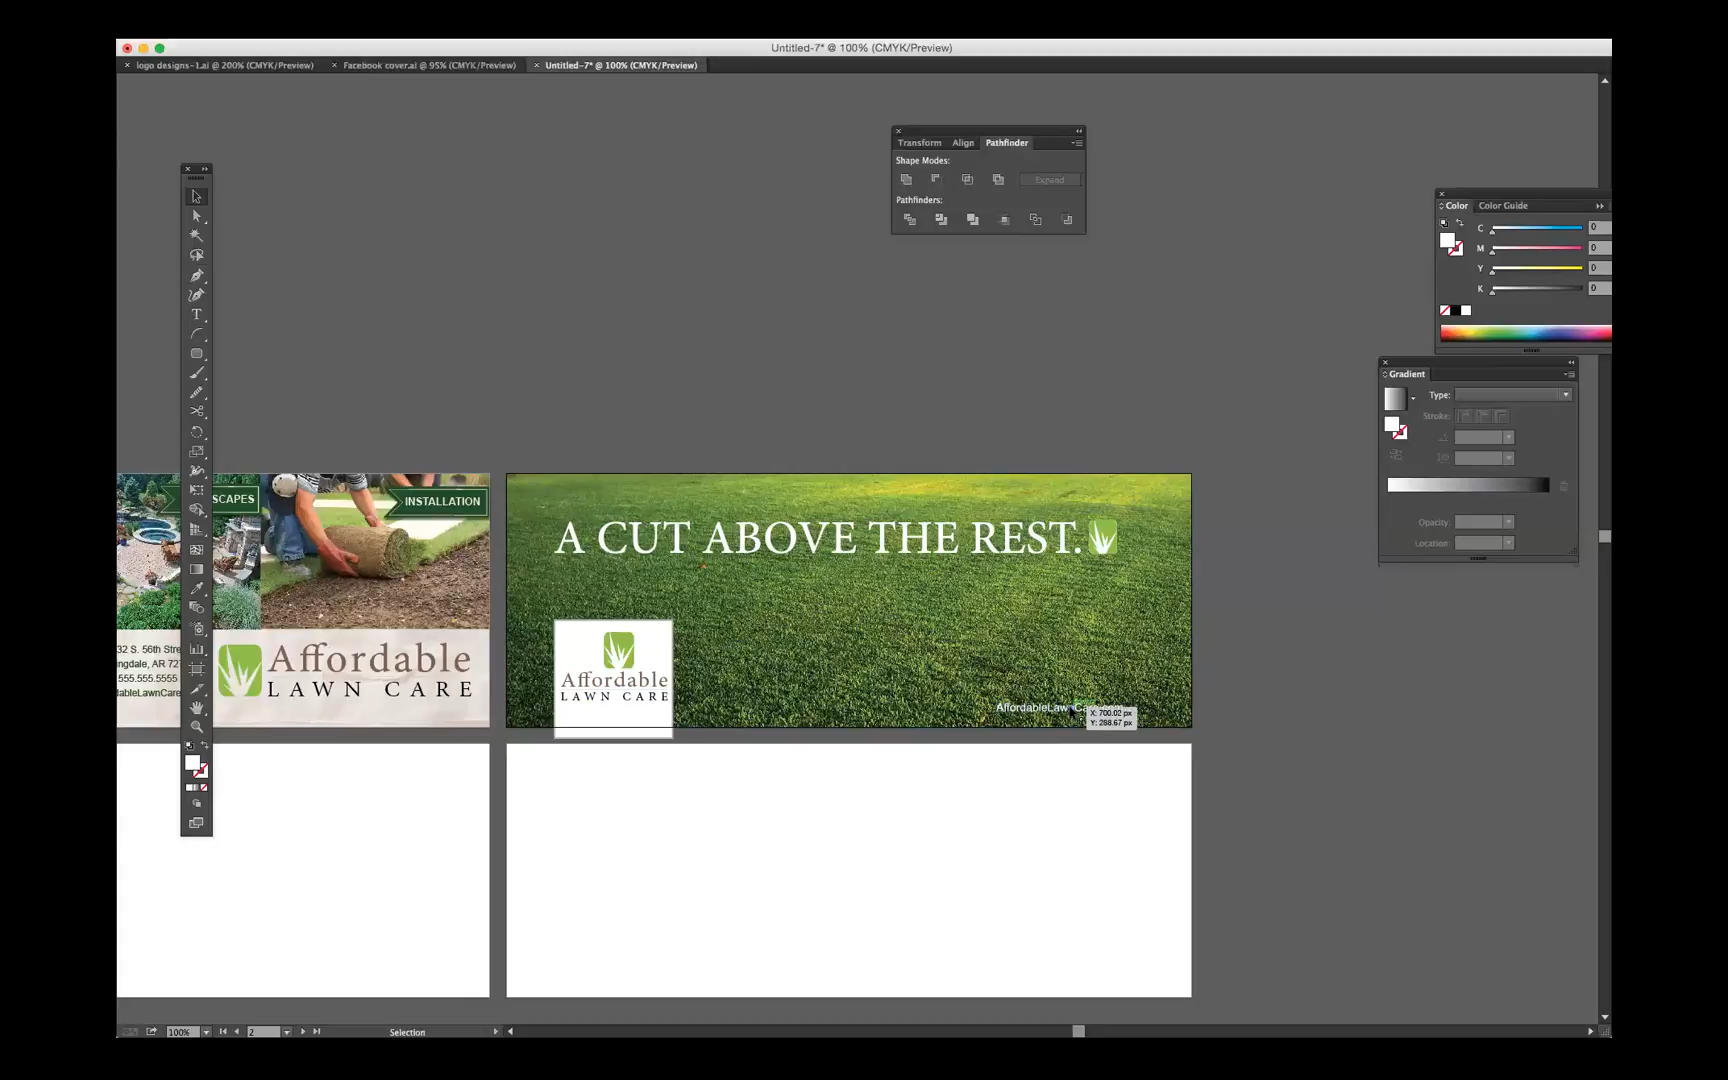 Untitled-7* @ 100% (CMYK/Preview)
logo designs-1.ai @ 200% (CMYK/Preview)
Facebook cover.ai @ 95% (CMYK/Preview)
Untitled-7* @ 100% (CMYK/Preview)
Transform Align Pathfinder
Shape Modes:
Expand
Pathfinders:
Color Color Guide
C 0
M 0
Y 0
K 0
Gradient
Type:
Stroke:
Opacity:
Location:
SCAPES
INSTALLATION
32 S. 56th Stre
ingdale, AR 72
555.555.5555
dableLawnCare
Affordable
LAWN CARE
A CUT ABOVE THE REST.
Affordable
LAWN CARE
X: 700.02 px
Y: 288.67 px
100%
2
Selection